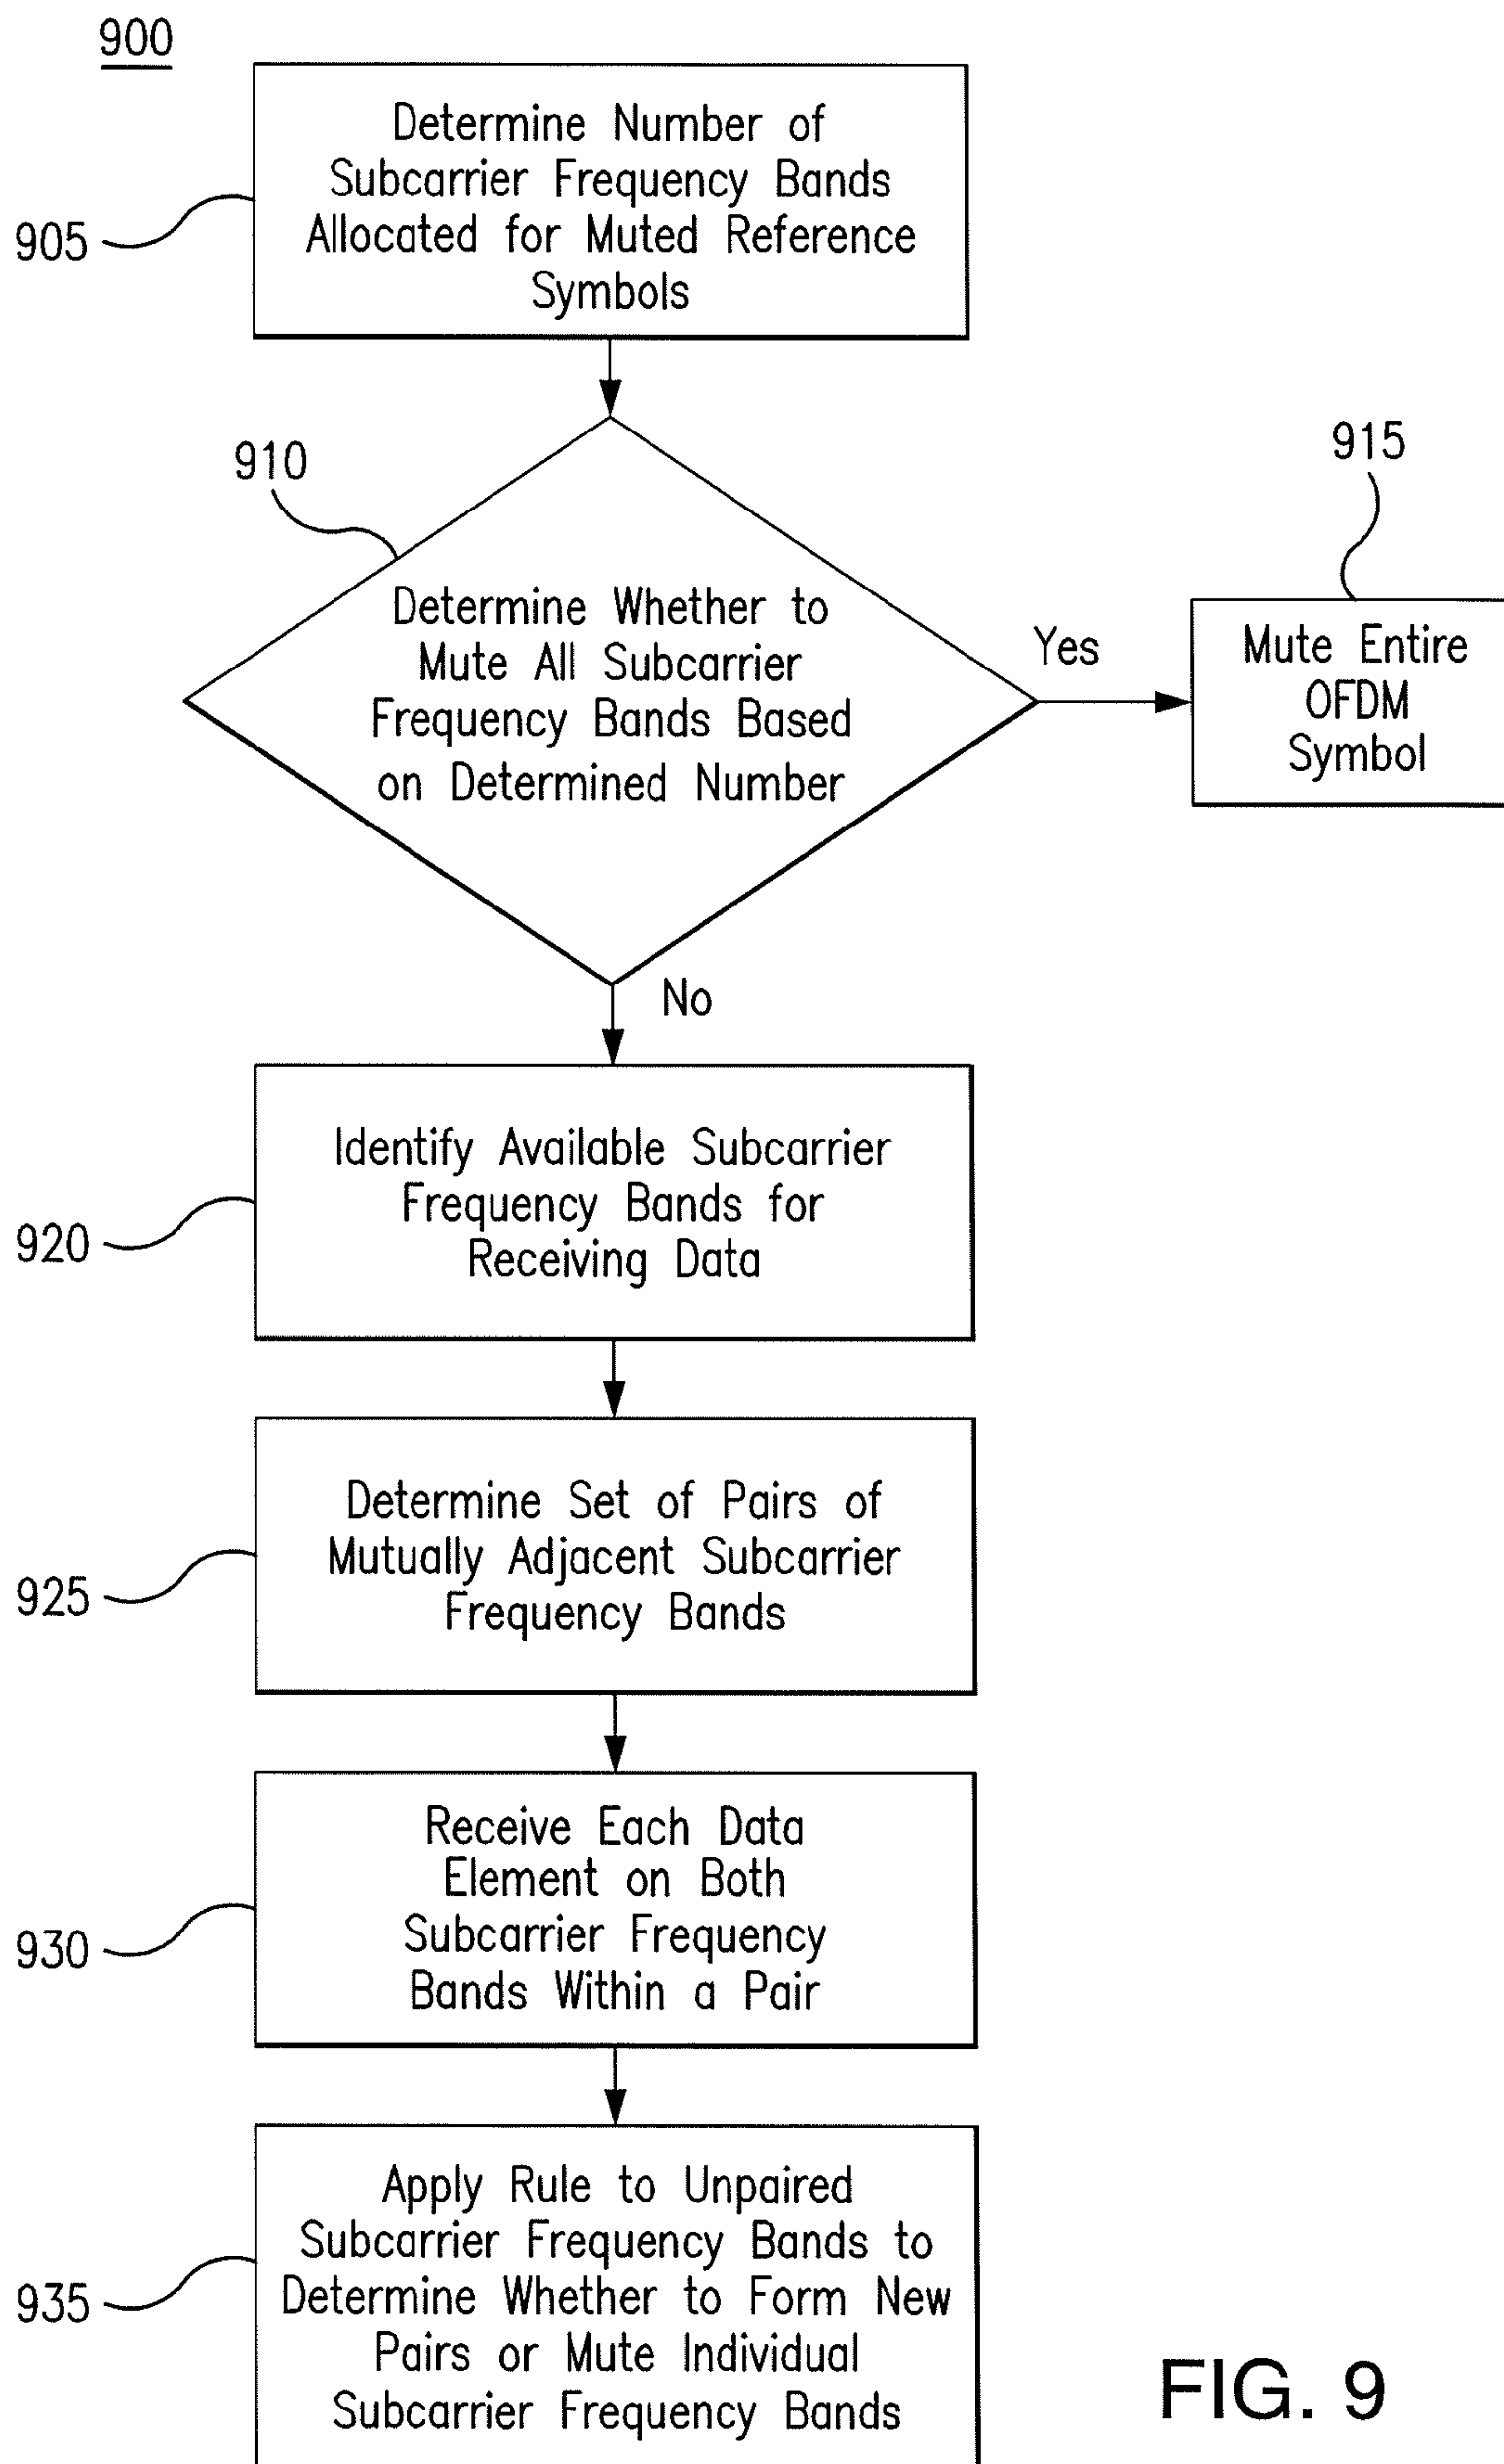 900
Determine Number of
Subcarrier Frequency Bands
Allocated for Muted Reference
Symbols
905
910
915
Determine Whether to
Mute All Subcarrier
Frequency Bands Based
on Determined Number
Yes
Mute Entire
OFDM
Symbol
No
Identify Available Subcarrier
Frequency Bands for
Receiving Data
920
Determine Set of Pairs of
Mutually Adjacent Subcarrier
Frequency Bands
925
Receive Each Data
Element on Both
Subcarrier Frequency
Bands Within a Pair
930
Apply Rule to Unpaired
Subcarrier Frequency Bands to
Determine Whether to Form New
Pairs or Mute Individual
Subcarrier Frequency Bands
935
FIG. 9